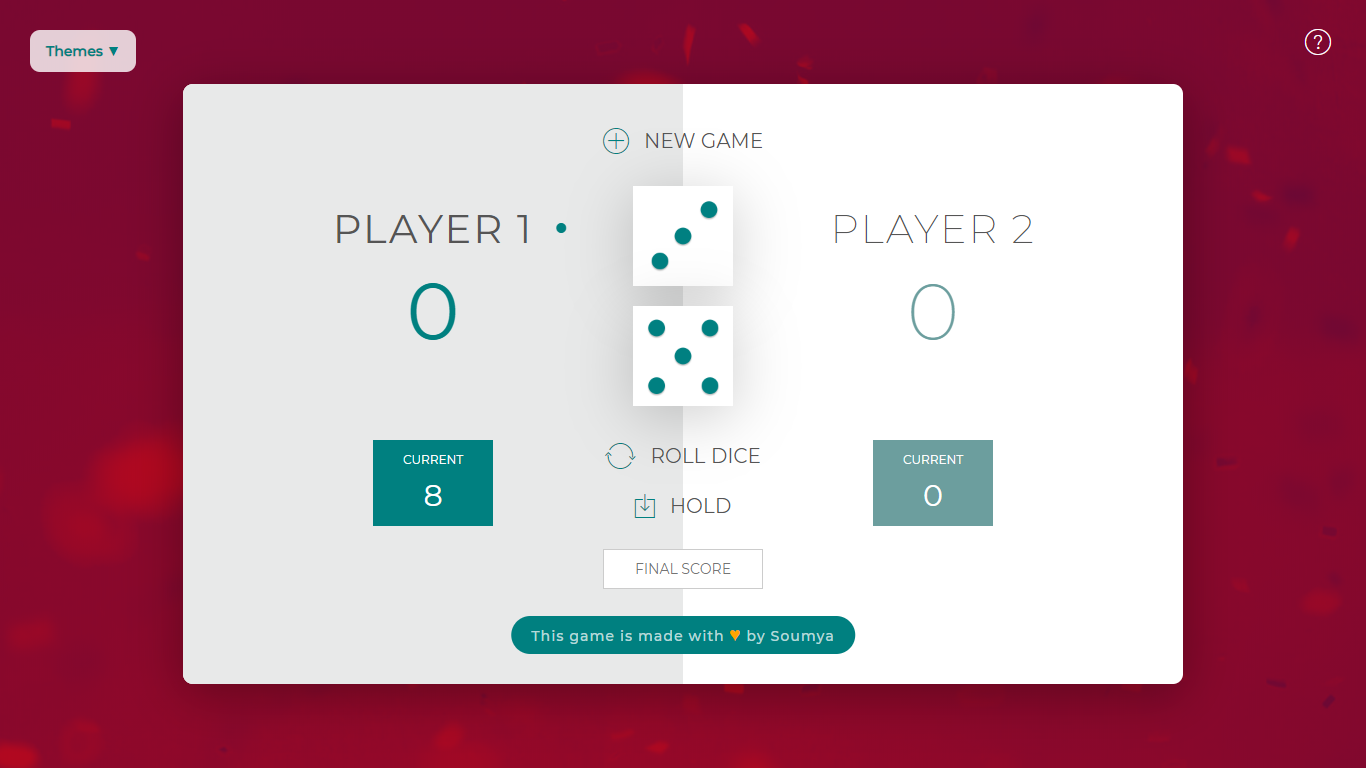 Themes ▼
?
NEW GAME
PLAYER 1
PLAYER 2
0
0
CURRENT
8
ROLL DICE
HOLD
CURRENT
0
FINAL SCORE
This game is made with ♥ by Soumya